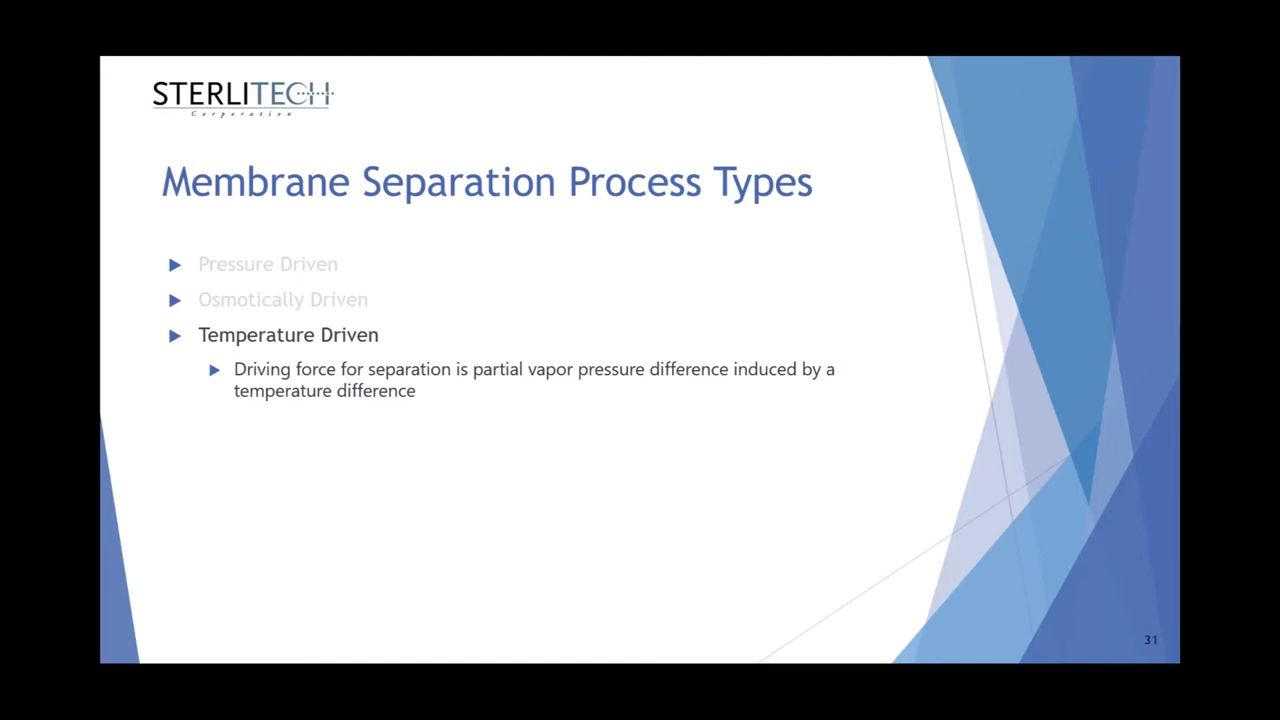 STERLITECH
Corporation
Membrane Separation Process Types
Pressure Driven
Osmotically Driven
Temperature Driven
Driving force for separation is partial vapor pressure difference induced by a
temperature difference
31